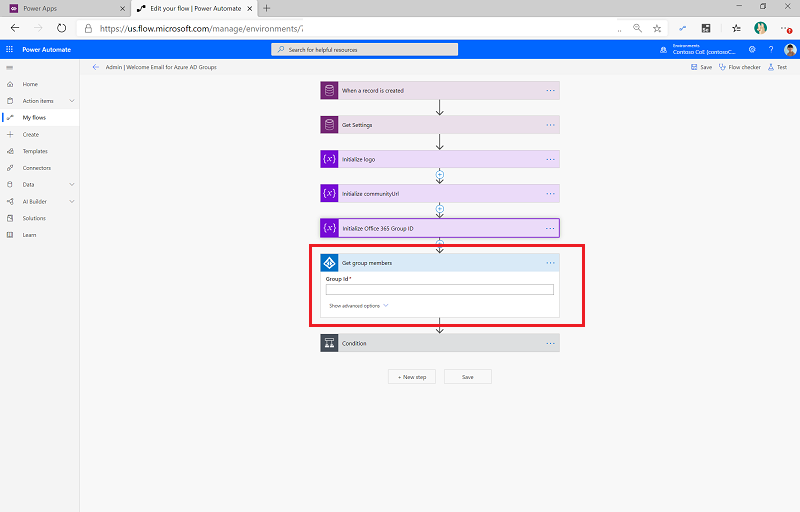 Power Apps
Edit your flow | Power Automate
https://us.flow.microsoft.com/manage/environments/
Power Automate
Search for helpful resources
Environments
Contoso CoE (contosoC...
Admin | Welcome Email for Azure AD Groups
Save
Flow checker
Test
Home
Action items
My flows
Create
Templates
Connectors
Data
AI Builder
Solutions
Learn
When a record is created
Get Settings
{x} Initialize logo
{x} Initialize communityUrl
{x} Initialize Office 365 Group ID
Get group members
Group Id *
Show advanced options
Condition
+ New step
Save